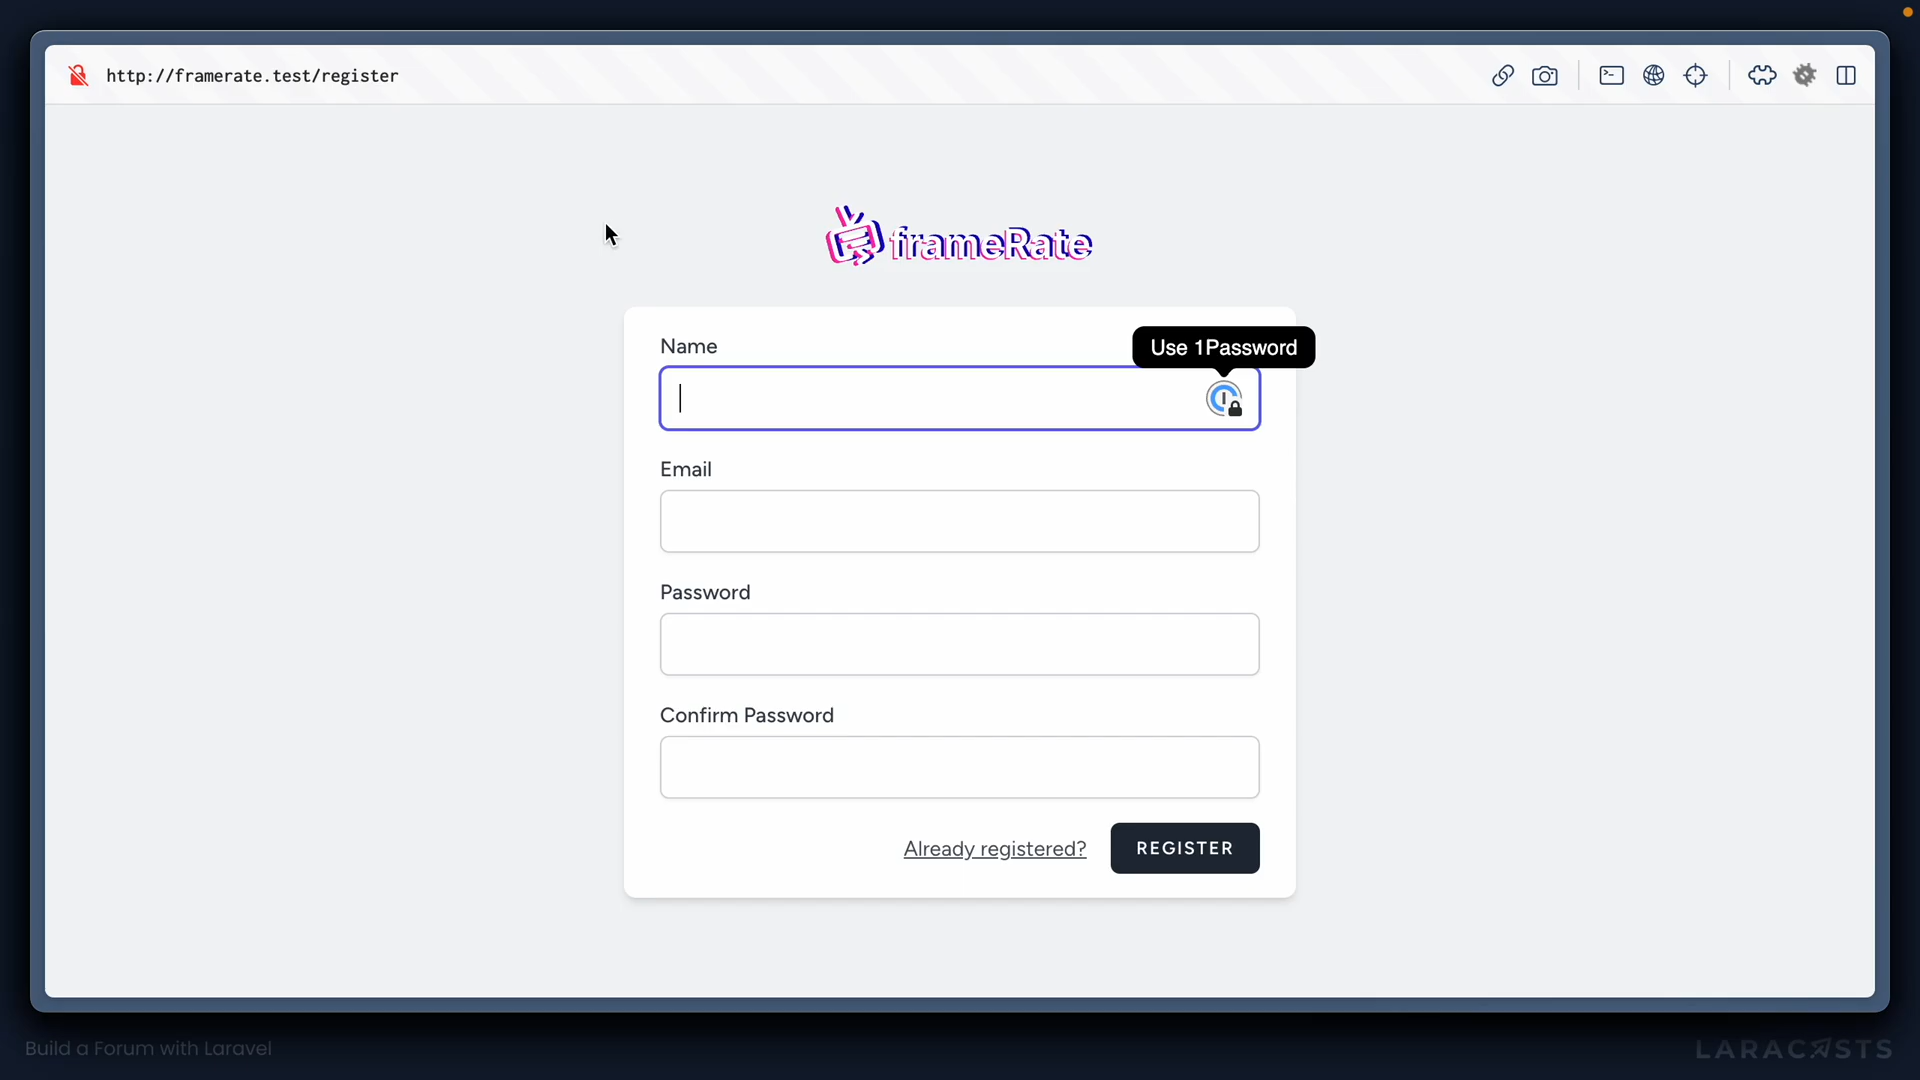 http://framerate.test/register
frameRate
Name
Use 1Password
Email
Password
Confirm Password
Already registered?
REGISTER
Build a Forum with Laravel
LARACASTS